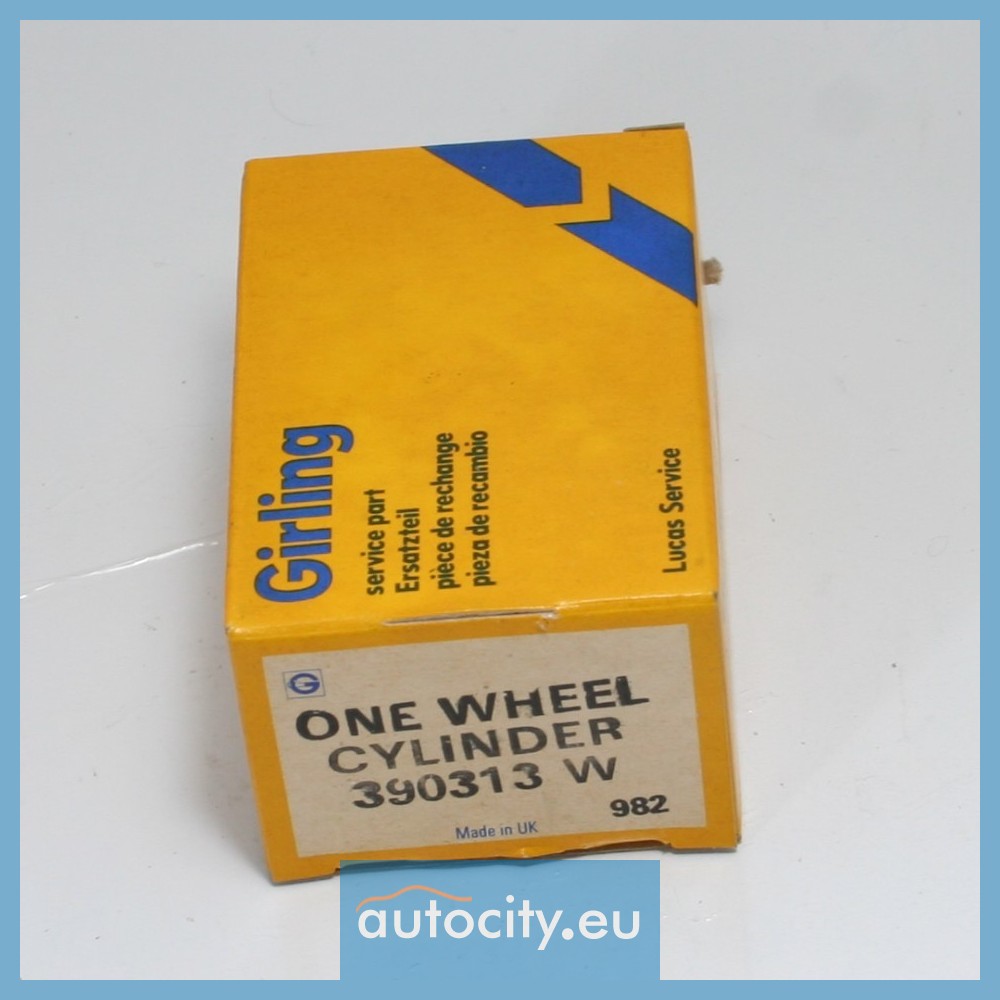 Girling
service part
Ersatzteil
pièce de rechange
pieza de recambio
Lucas Service
G
ONE WHEEL
CYLINDER
390313 W
982
Made in UK
autocity.eu